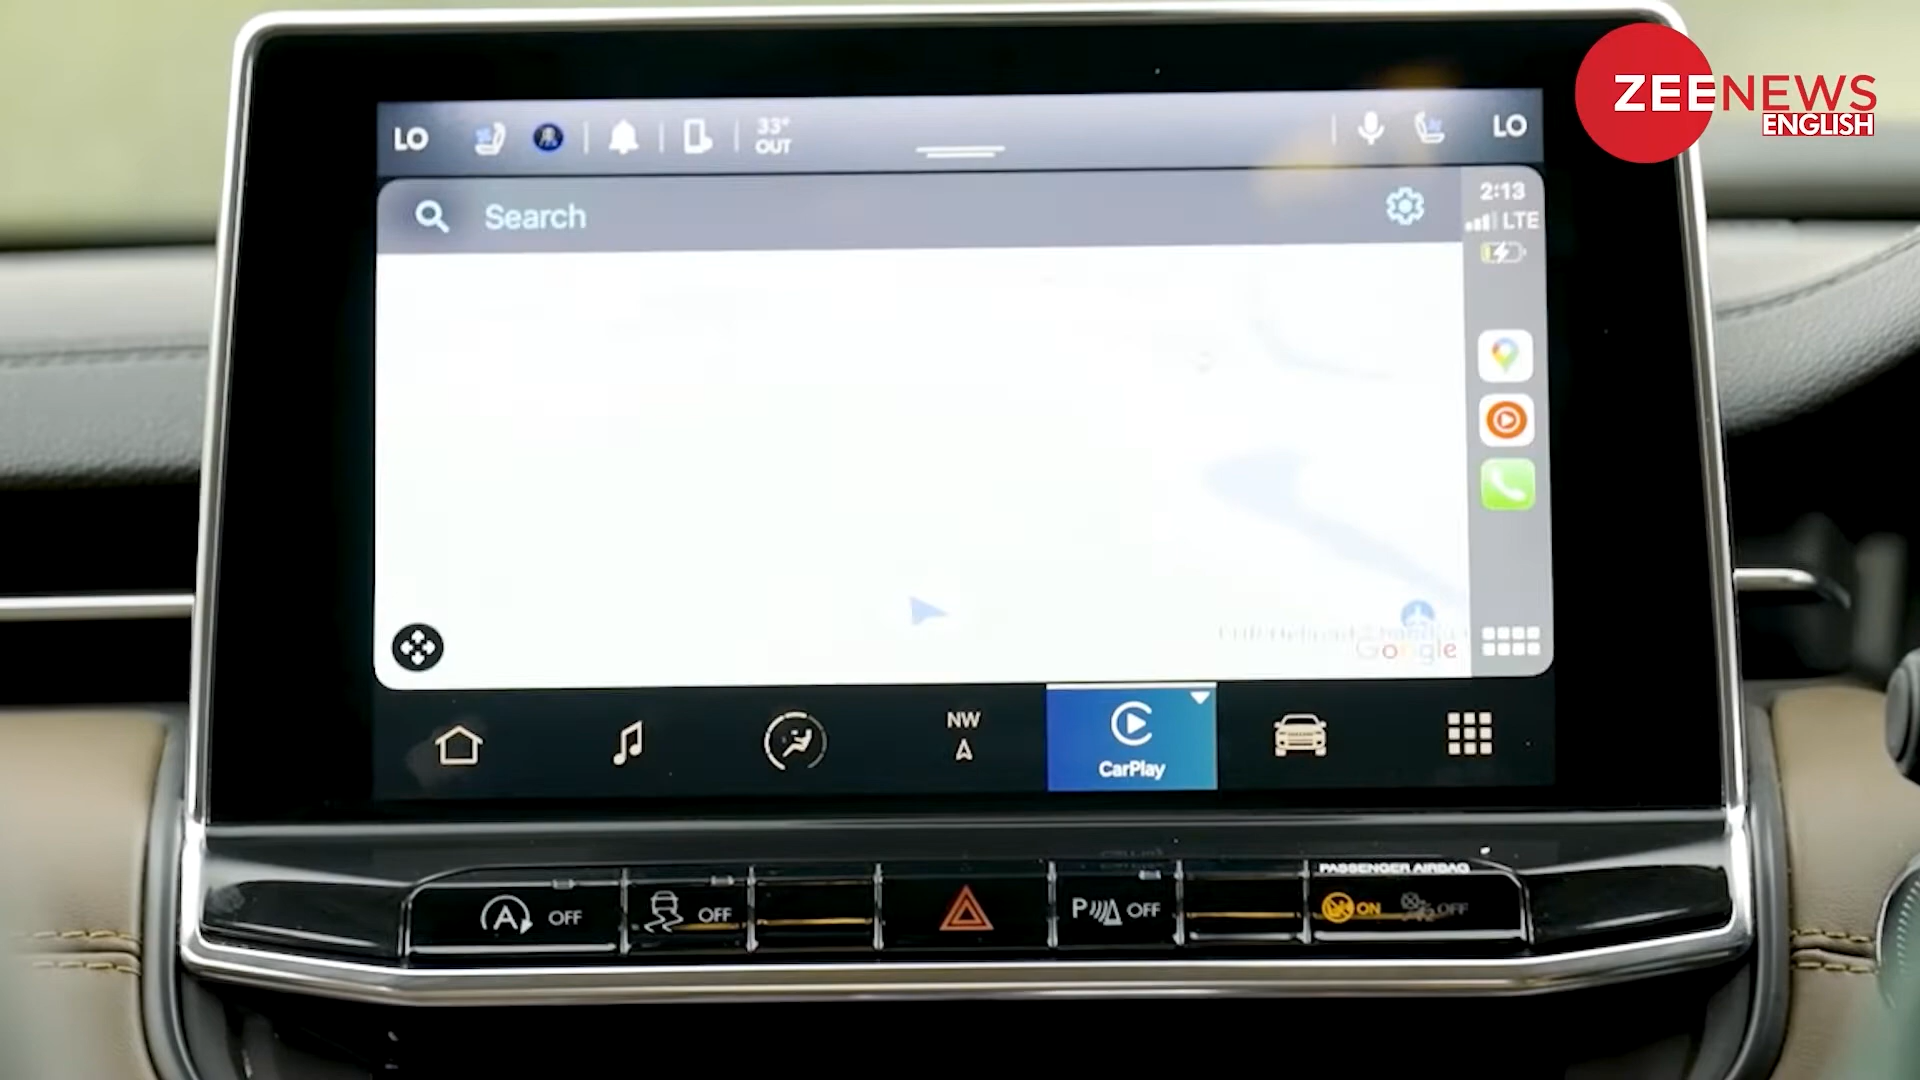 ZEENEWS
ENGLISH
LO
33°
OUT
LO
Search
2:13
LTE
Google
NW
CarPlay
A OFF
OFF
P OFF
PASSENGER AIRBAG
ON
OFF